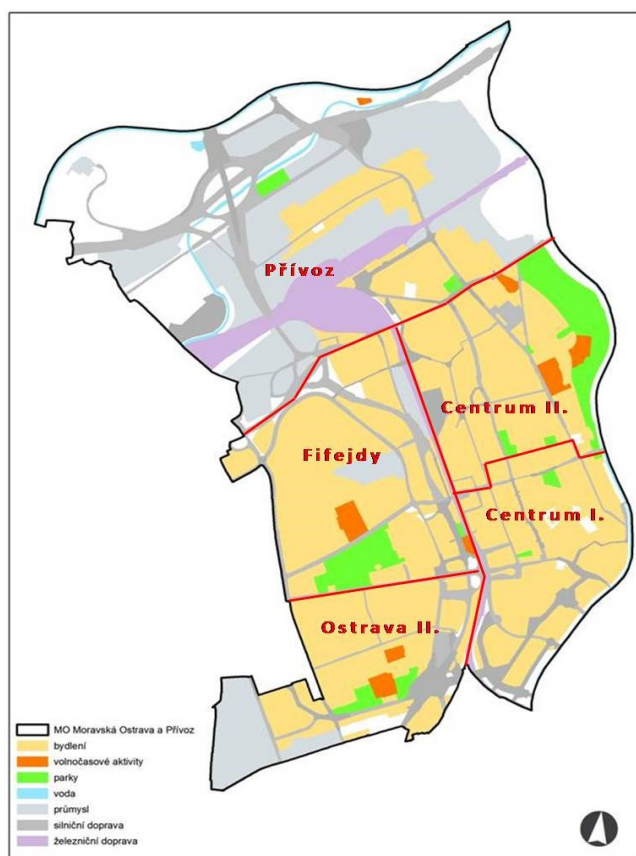 Přívoz
Centrum II.
Fifejdy
Centrum I.
Ostrava II.
MO Moravská Ostrava a Přívoz
bydlení
volnočasové aktivity
parky
voda
průmysl
silniční doprava
železniční doprava